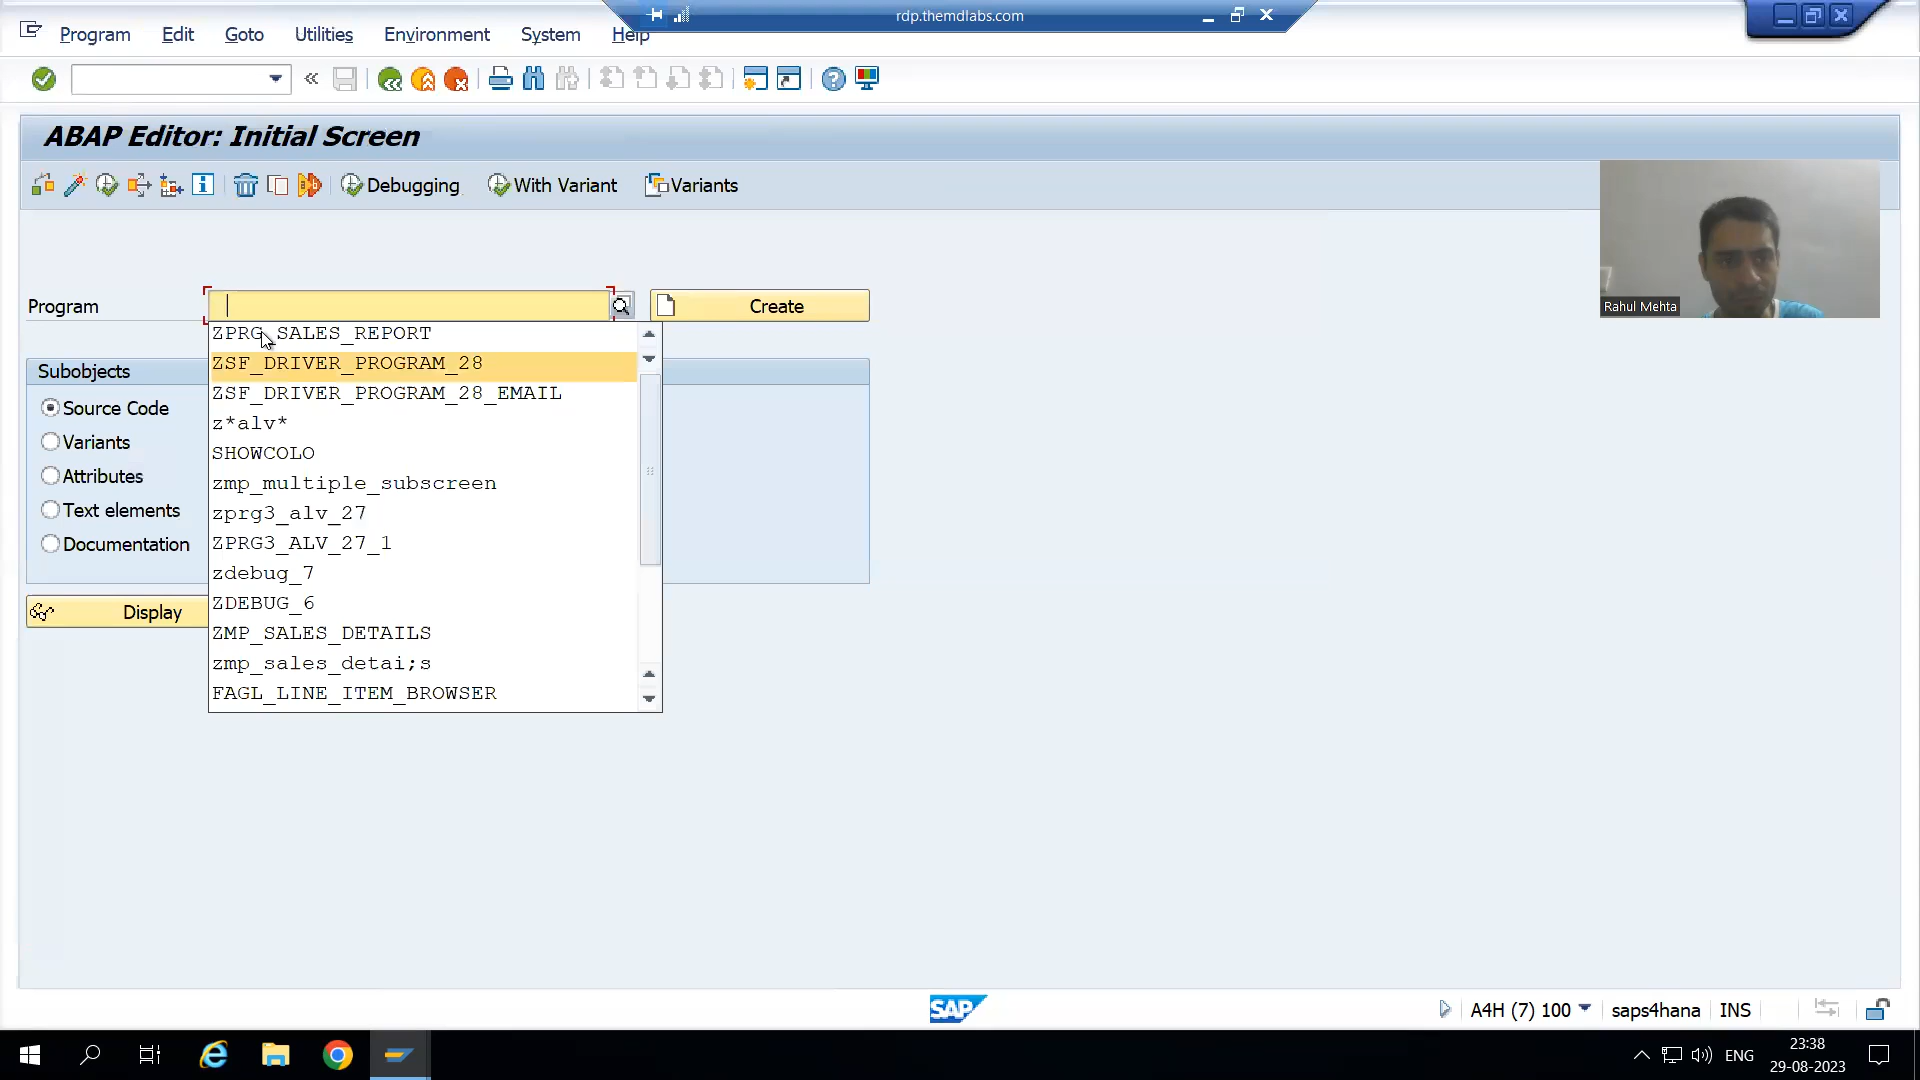 rdp.themdlabs.com
Program Edit Goto Utilities Environment System Help
ABAP Editor: Initial Screen
Debugging With Variant Variants
Rahul Mehta
Program Create
ZPRG_SALES_REPORT
ZSF_DRIVER_PROGRAM_28
ZSF_DRIVER_PROGRAM_28_EMAIL
z*alv*
SHOWCOLO
zmp_multiple_subscreen
zprg3_alv_27
ZPRG3_ALV_27_1
zdebug_7
ZDEBUG_6
ZMP_SALES_DETAILS
zmp_sales_detai;s
FAGL_LINE_ITEM_BROWSER
Subobjects
Source Code
Variants
Attributes
Text elements
Documentation
Display
SAP
A4H (7) 100 saps4hana INS
ENG
23:38
29-08-2023